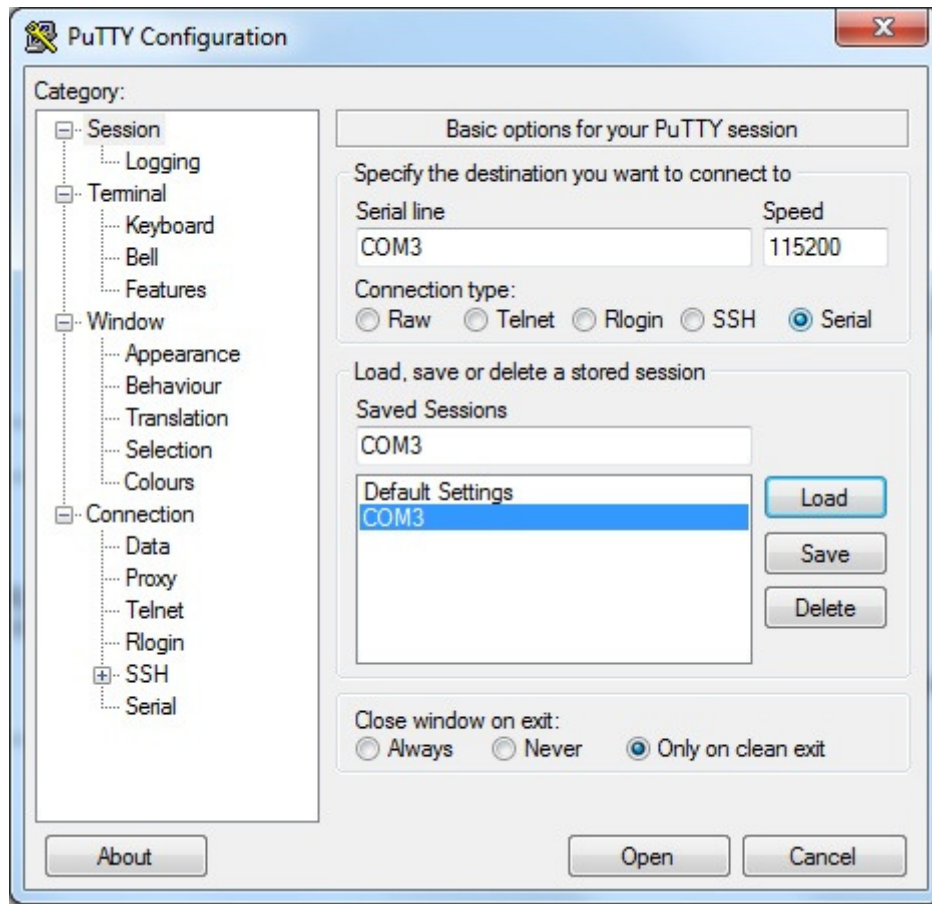 PuTTY Configuration
Category:
Session
Logging
Terminal
Keyboard
Bell
Features
Window
Appearance
Behaviour
Translation
Selection
Colours
Connection
Data
Proxy
Telnet
Rlogin
SSH
Serial
Basic options for your PuTTY session
Specify the destination you want to connect to
Serial line Speed
COM3 115200
Connection type:
Raw Telnet Rlogin SSH Serial
Load, save or delete a stored session
Saved Sessions
COM3
Default Settings
COM3
Load
Save
Delete
Close window on exit:
Always Never Only on clean exit
About Open Cancel